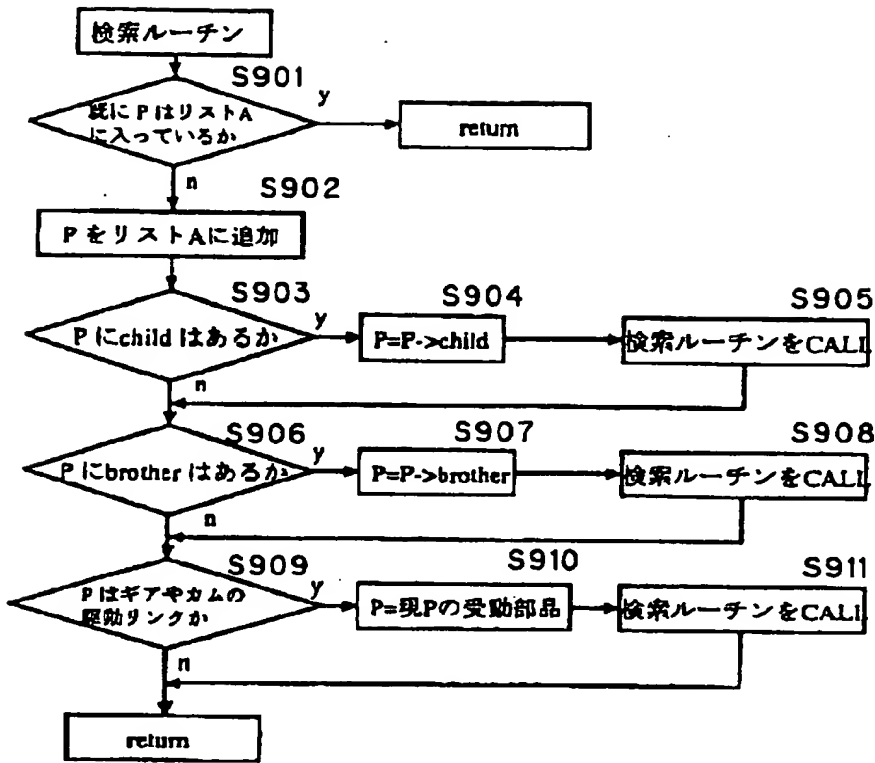 検索ルーチン
S901
既に P はリストA
に入っているか
y
return
n
S902
P をリストAに追加
S903
P にchild はあるか
y
S904
P=P->child
S905
検索ルーチンをCALL
n
S906
P にbrother はあるか
y
S907
P=P->brother
S908
検索ルーチンをCALL
n
S909
P はギアやカムの
駆動リンクか
y
S910
P=現Pの受動部品
S911
検索ルーチンをCALL
n
return